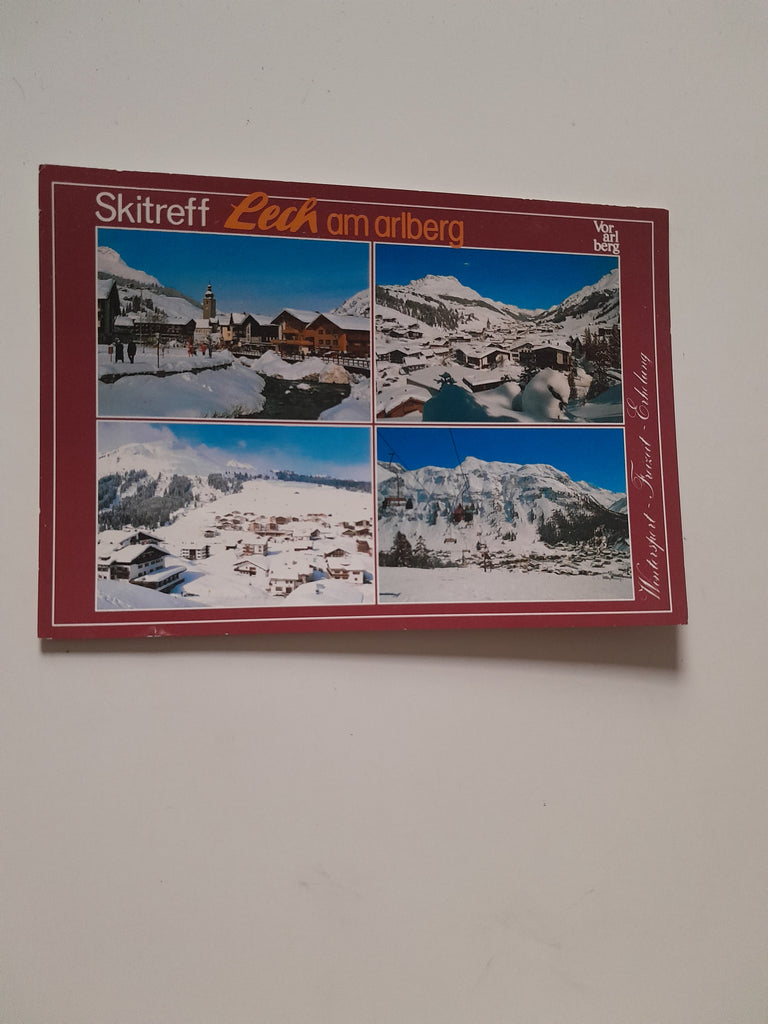 Skitreff Lech am arlberg
Vor
arl
berg
Wintersport - Freizeit - Erholung